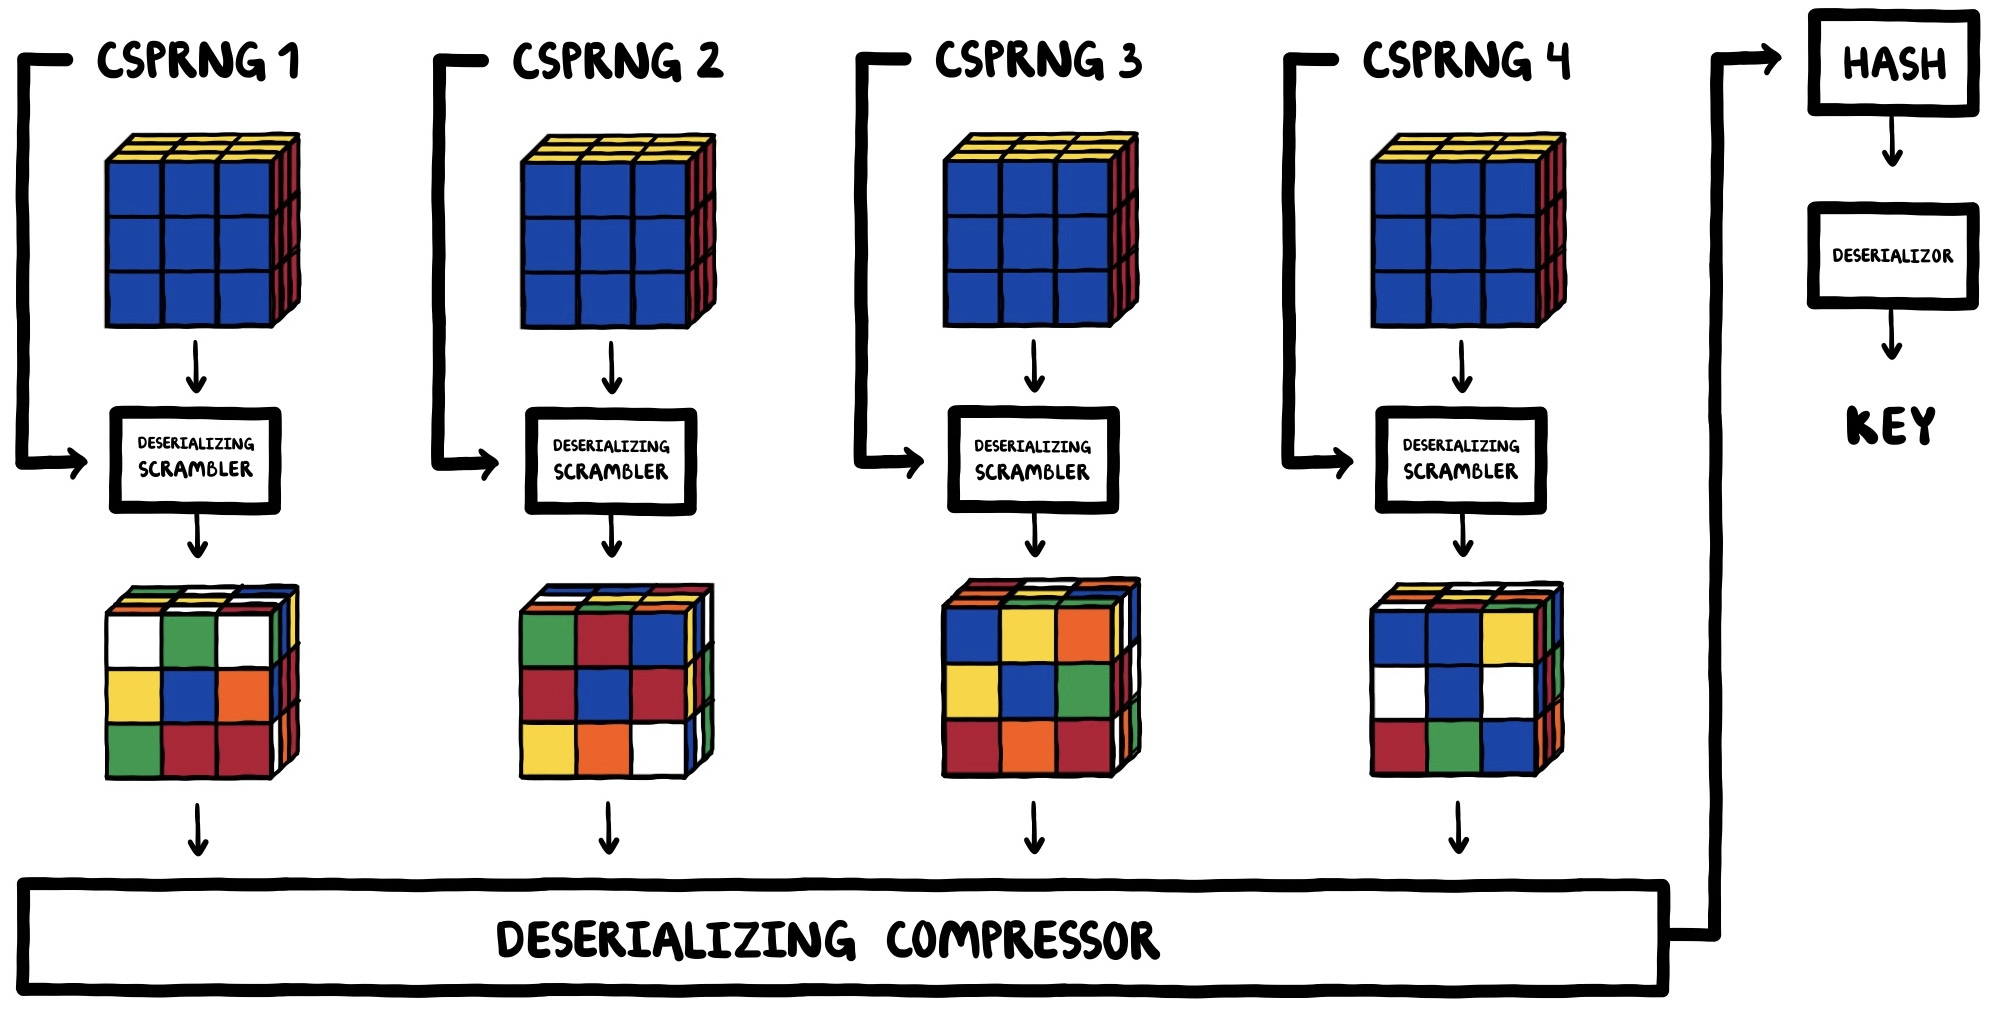 CSPRNG 1
CSPRNG 2
CSPRNG 3
CSPRNG 4
HASH
DESERIALIZOR
KEY
DESERIALIZING
SCRAMBLER
DESERIALIZING
SCRAMBLER
DESERIALIZING
SCRAMBLER
DESERIALIZING
SCRAMBLER
DESERIALIZING COMPRESSOR